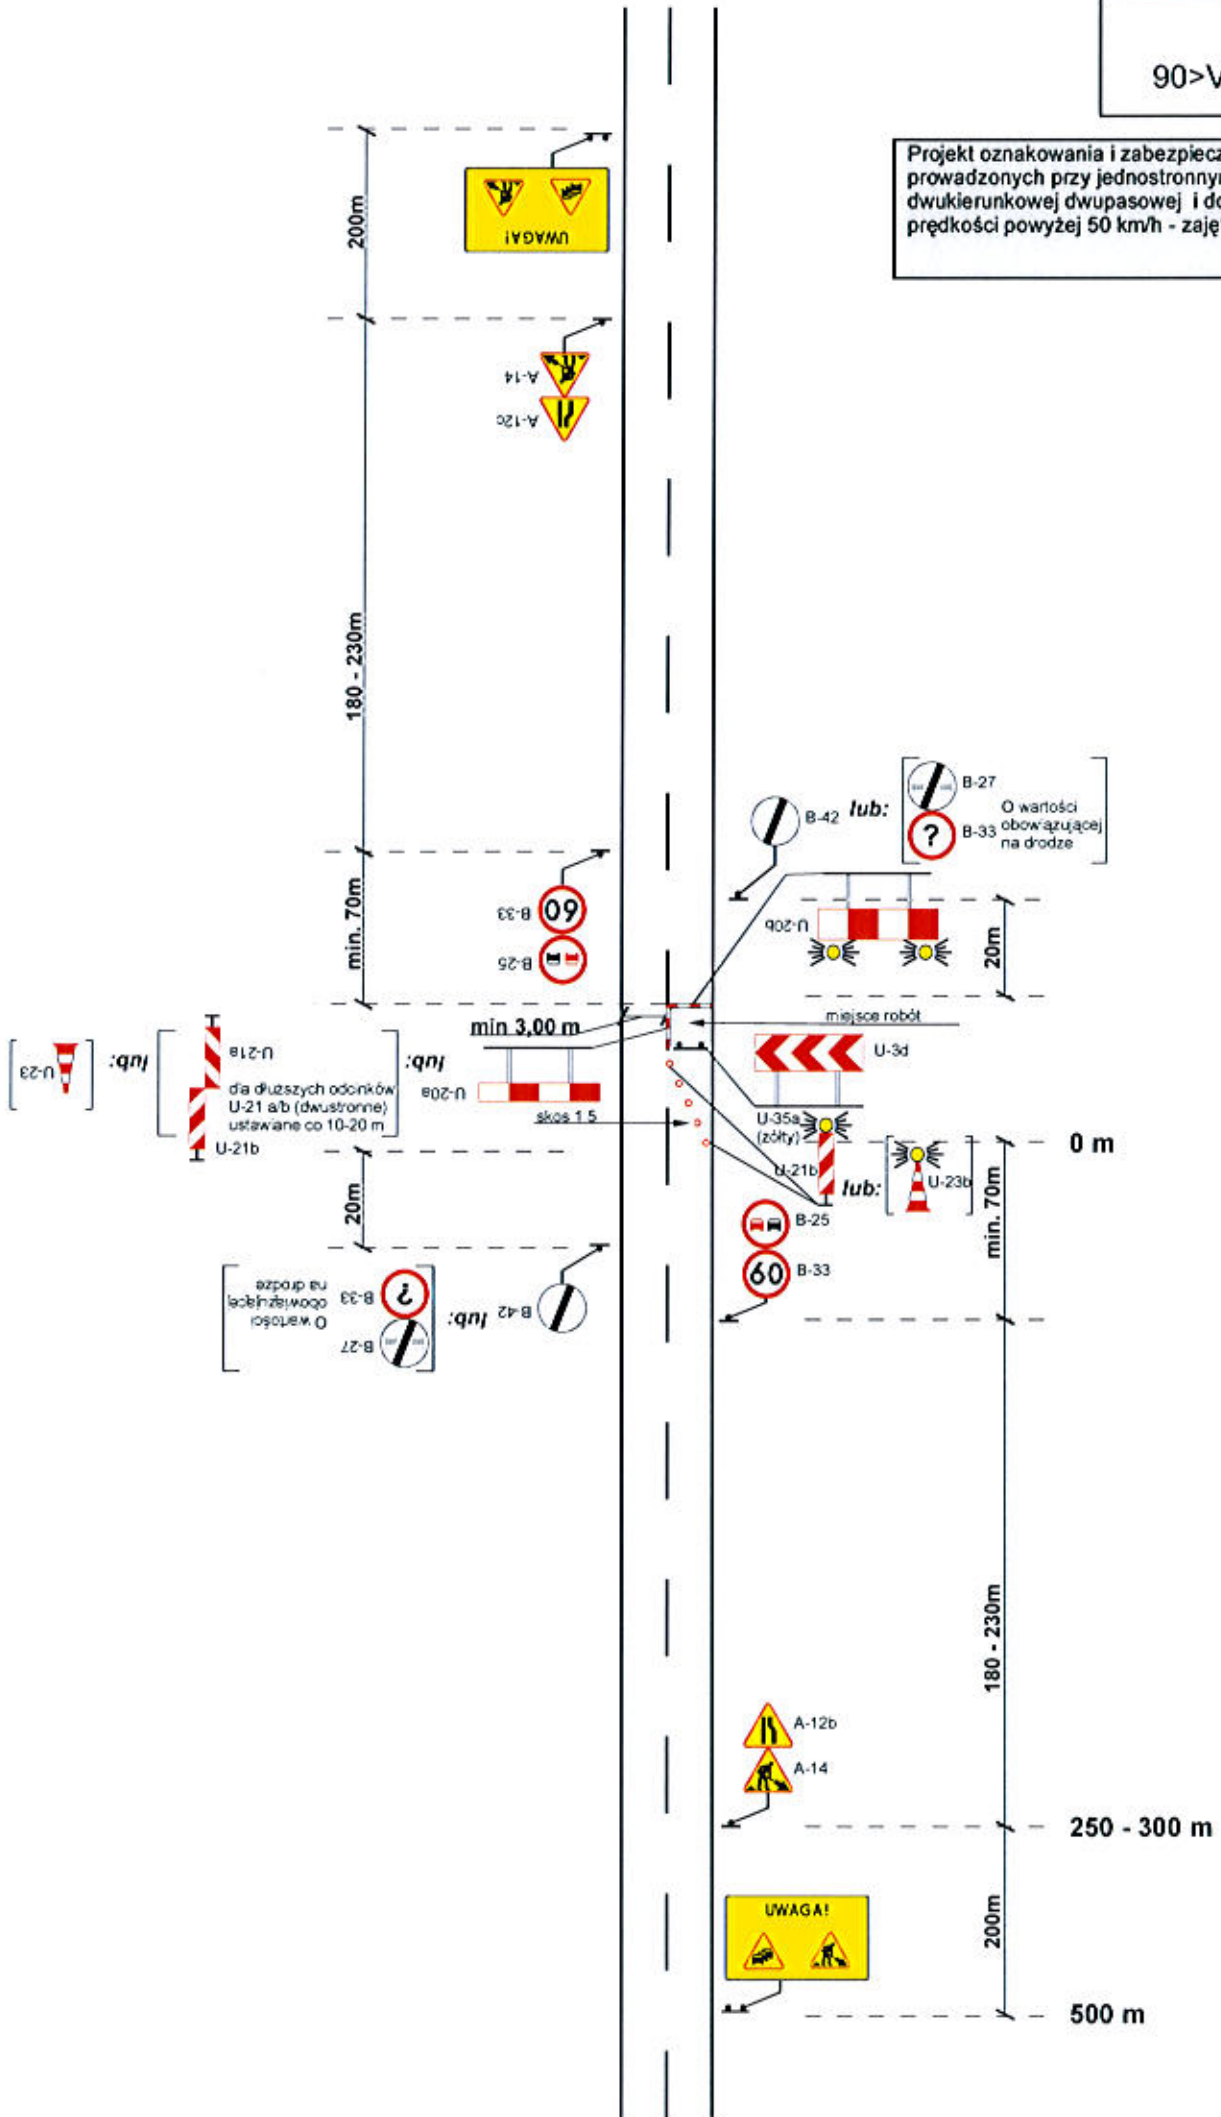 90>V
Projekt oznakowania i zabezpiecz
prowadzonych przy jednostronnyr
dwukierunkowej dwupasowej i do
prędkości powyżej 50 km/h - zaję
200m
UWAGA!
A-14
A-12c
180 - 230m
B-27
B-42 lub:
O wartości
? B-33 obowiązującej
na drodze
min. 70m
B-33 60
B-25
U-20b
20m
miejsce robót
min 3,00 m
U-3d
U-23
lub:
U-21a
dla dłuższych odcinków
U-21 a/b (dwustronne)
ustawiane co 10-20 m
U-21b
lub:
U-20a
skos 1:5
U-35a
(żółty)
U-21b
lub:
U-23b
0 m
min. 70m
20m
B-25
60 B-33
O wartości
obowiązującej
na drodze
B-33 ?
B-27
lub:
B-42
180 - 230m
A-12b
A-14
250 - 300 m
UWAGA!
200m
500 m